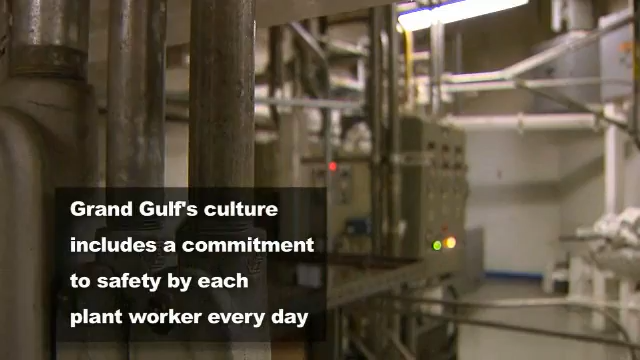 Grand Gulf's culture
includes a commitment
to safety by each
plant worker every day